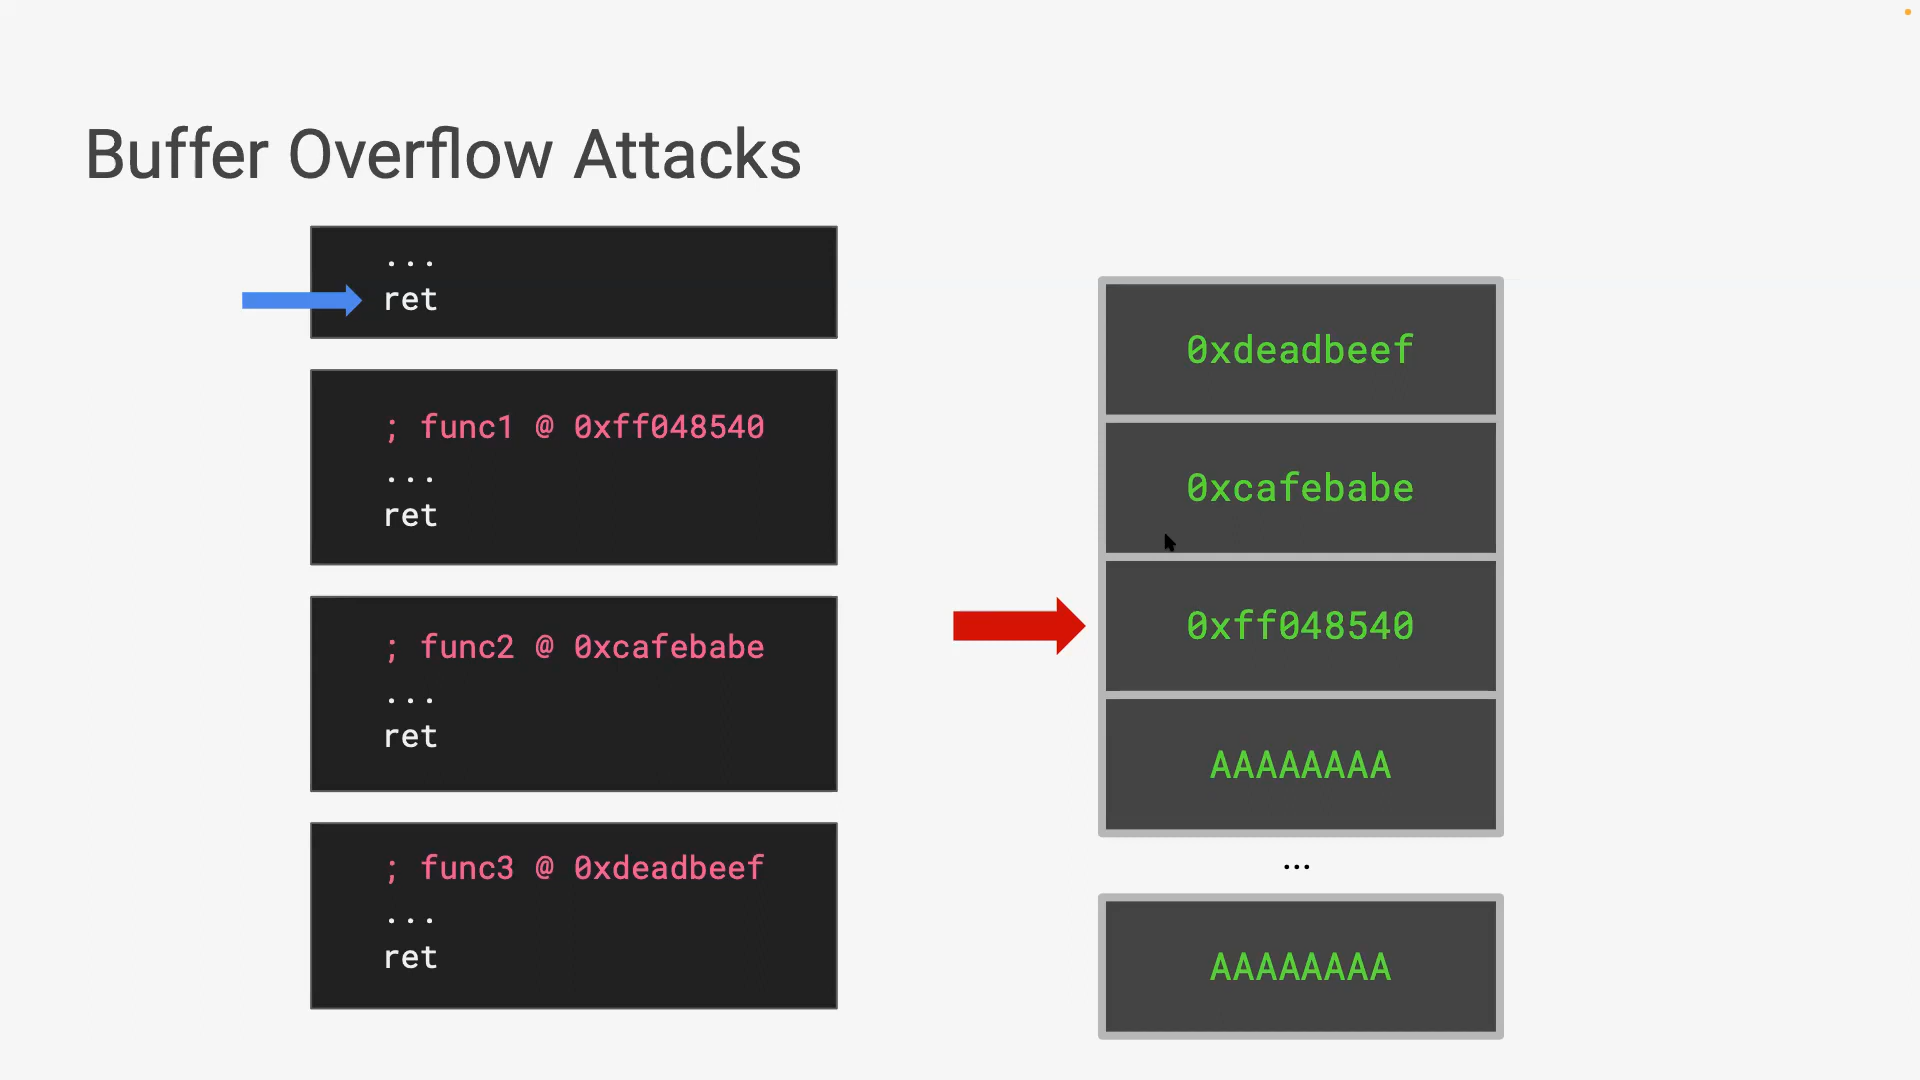 Buffer Overflow Attacks
...
ret
; func1 @ 0xff048540
...
ret
; func2 @ 0xcafebabe
...
ret
; func3 @ 0xdeadbeef
...
ret
0xdeadbeef
0xcafebabe
0xff048540
AAAAAAAA
...
AAAAAAAA